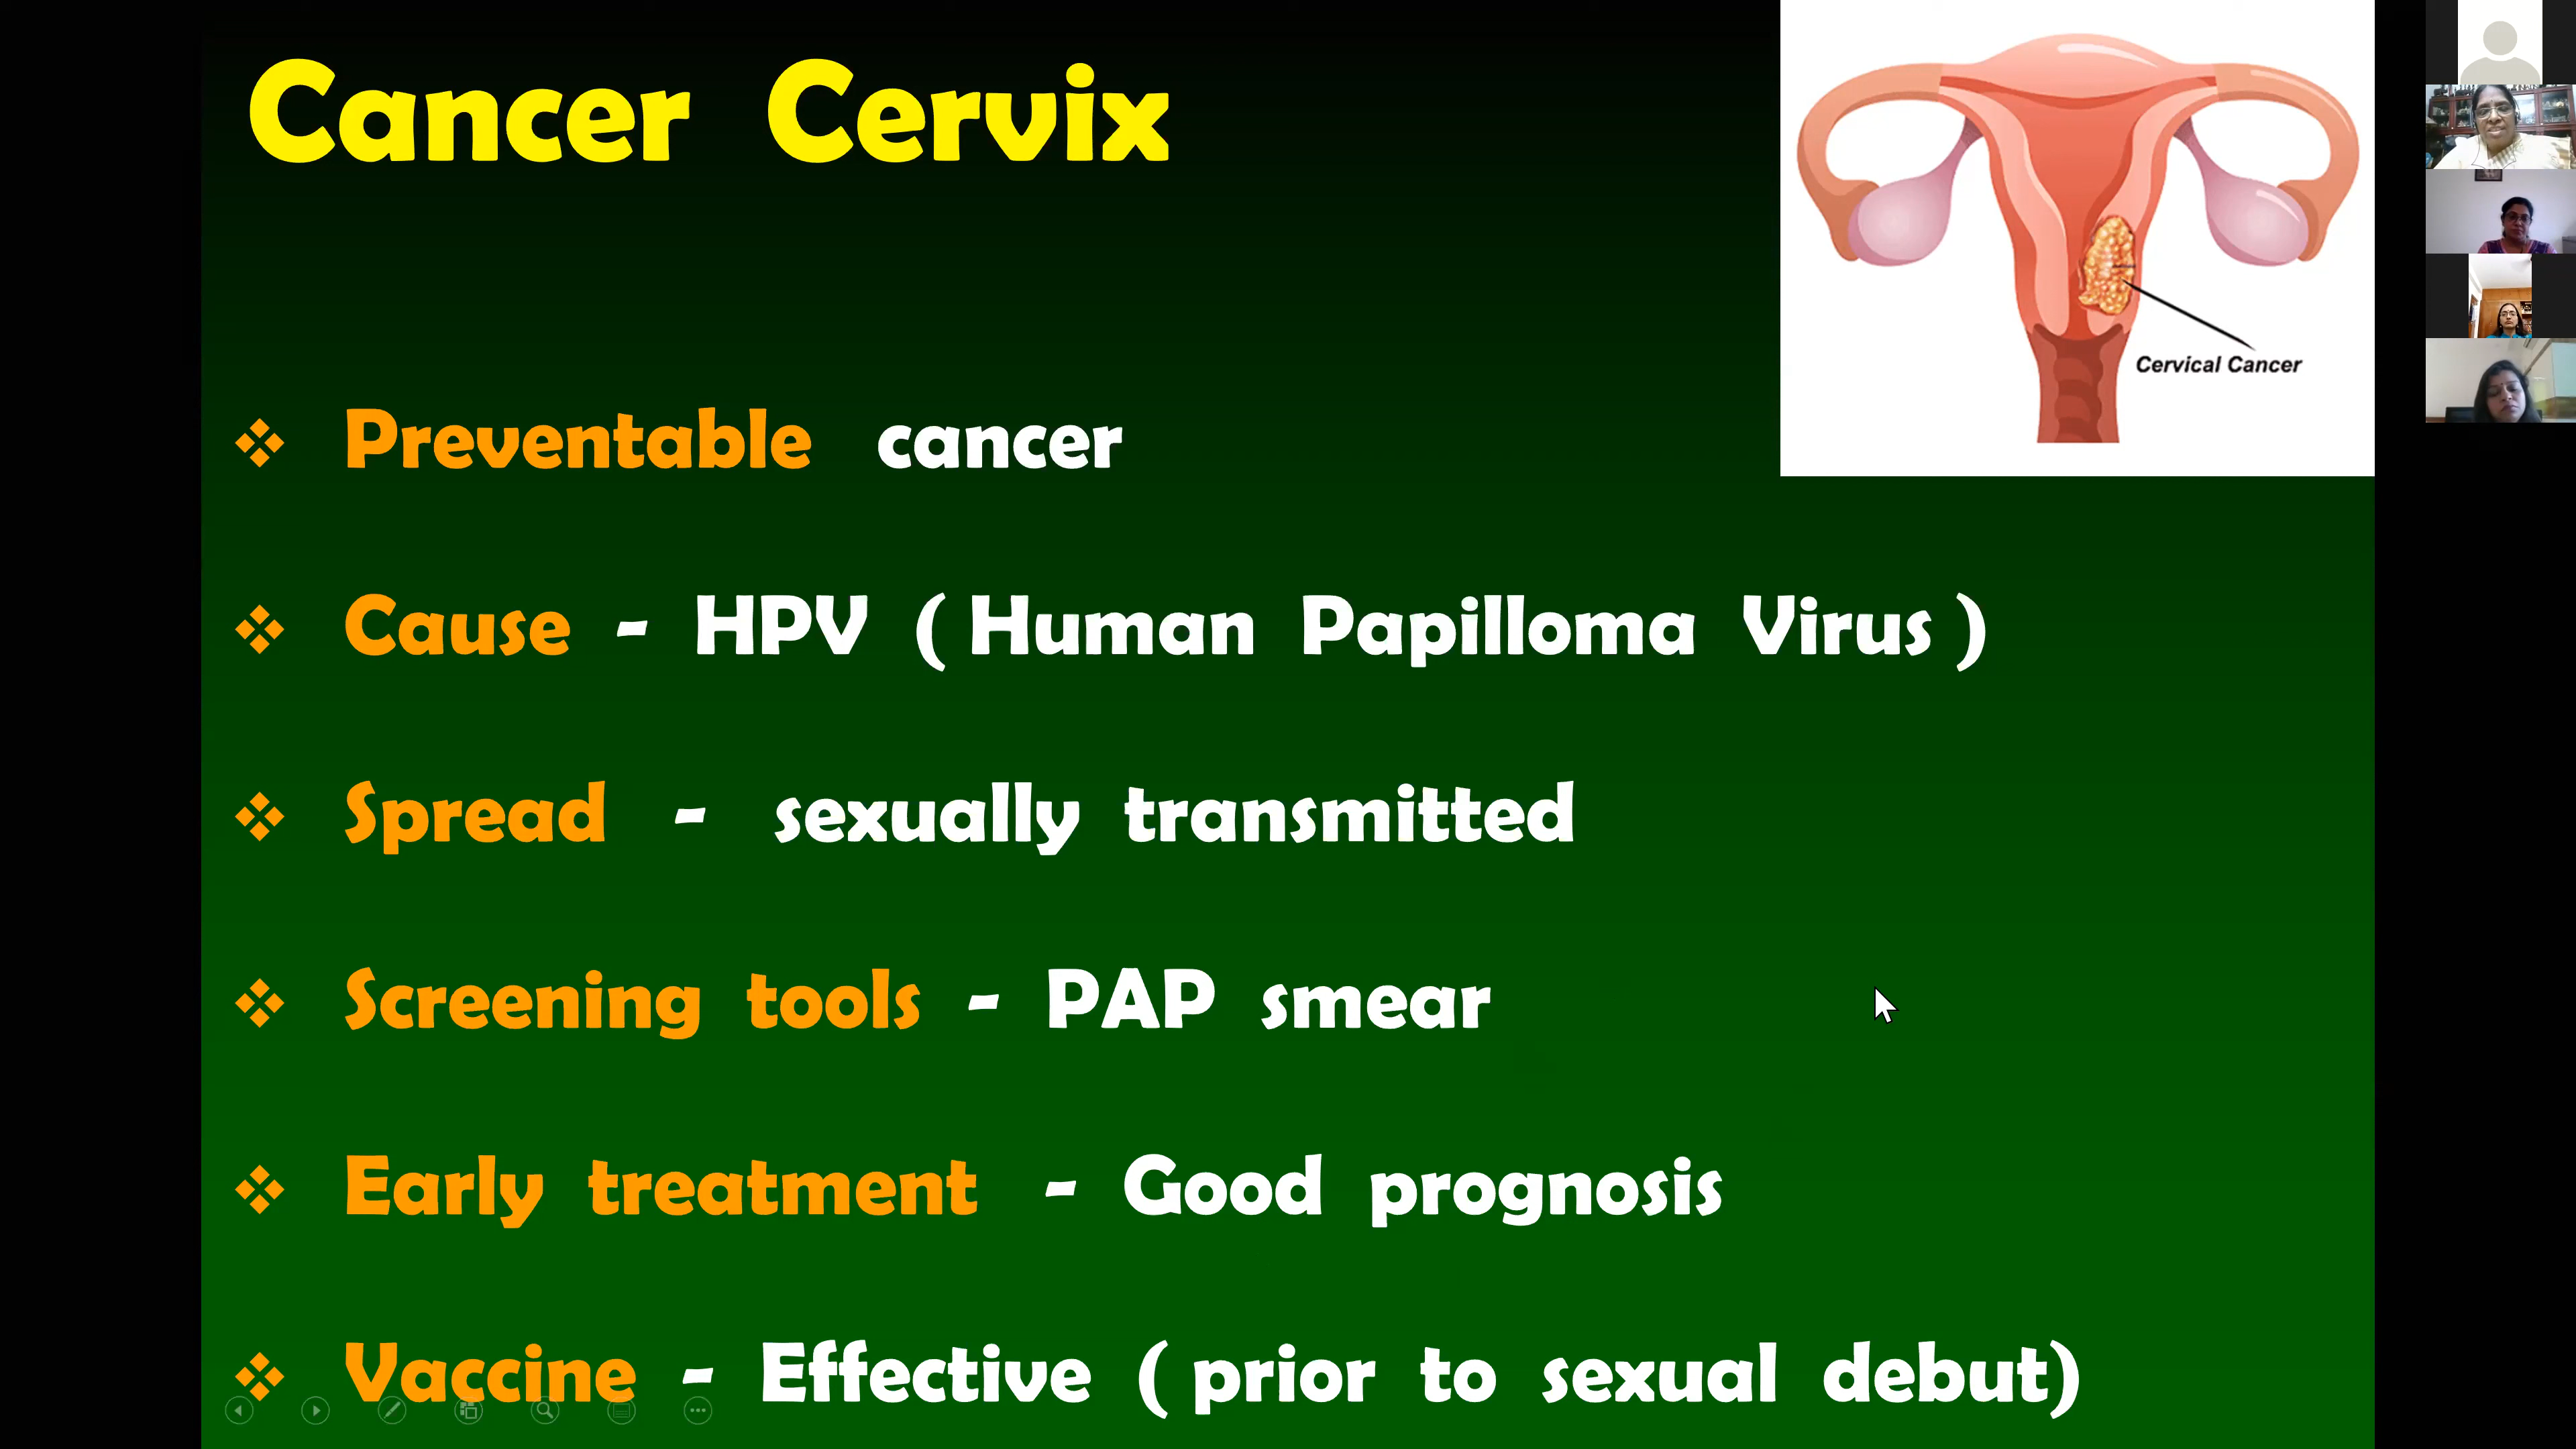 Cancer Cervix
Cervical Cancer
Preventable cancer
Cause - HPV ( Human Papilloma Virus )
Spread - sexually transmitted
Screening tools - PAP smear
Early treatment - Good prognosis
Vaccine - Effective ( prior to sexual debut)